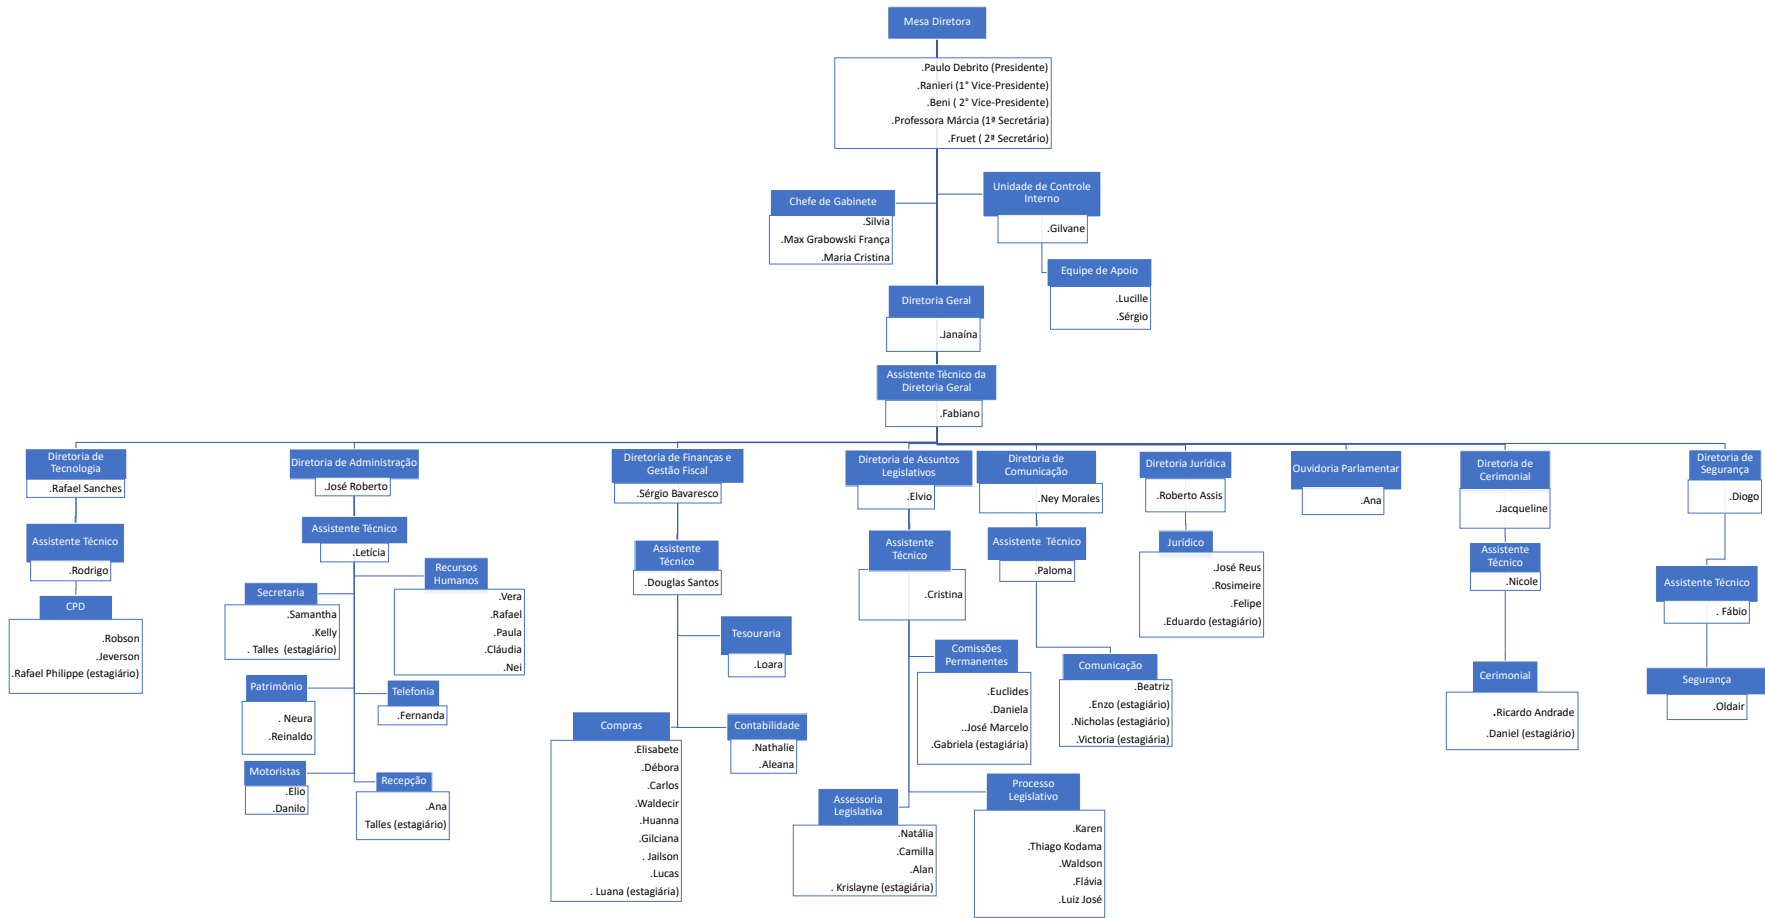 Mesa Diretora
.Paulo Debrito (Presidente)
.Ranieri (1° Vice-Presidente)
.Beni ( 2° Vice-Presidente)
.Professora Márcia (1ª Secretária)
.Fruet ( 2ª Secretário)
Chefe de Gabinete
.Silvia
.Max Grabowski França
.Maria Cristina
Unidade de Controle
Interno
.Gilvane
Equipe de Apoio
.Lucille
.Sérgio
Diretoria Geral
.Janaína
Assistente Técnico da
Diretoria Geral
.Fabiano
Diretoria de
Tecnologia
.Rafael Sanches
Assistente Técnico
.Rodrigo
CPD
.Robson
.Jeverson
.Rafael Philippe (estagiário)
Diretoria de Administração
.José Roberto
Assistente Técnico
.Letícia
Recursos
Humanos
.Vera
.Rafael
.Paula
.Cláudia
.Nei
Secretaria
.Samantha
.Kelly
. Talles  (estagiário)
Patrimônio
. Neura
.Reinaldo
Telefonia
.Fernanda
Motoristas
.Elio
.Danilo
Recepção
.Ana
Talles (estagiário)
Diretoria de Finanças e
Gestão Fiscal
.Sérgio Bavaresco
Assistente
Técnico
.Douglas Santos
Tesouraria
.Loara
Compras
.Elisabete
.Débora
.Carlos
.Waldecir
.Huanna
.Gilciana
. Jailson
.Lucas
. Luana (estagiária)
Contabilidade
.Nathalie
.Aleana
Diretoria de Assuntos
Legislativos
.Elvio
Assistente
Técnico
.Cristina
Comissões
Permanentes
.Euclides
.Daniela
..José Marcelo
.Gabriela (estagiária)
Assessoria
Legislativa
.Natália
.Camilla
.Alan
. Krislayne (estagiária)
Processo
Legislativo
.Karen
.Thiago Kodama
.Waldson
.Flávia
.Luiz José
Diretoria de
Comunicação
.Ney Morales
Assistente  Técnico
.Paloma
Comunicação
.Beatriz
.Enzo (estagiário)
.Nicholas (estagiário)
.Victoria (estagiária)
Diretoria Jurídica
.Roberto Assis
Jurídico
.José Reus
.Rosimeire
.Felipe
.Eduardo (estagiário)
Ouvidoria Parlamentar
.Ana
Diretoria de
Cerimonial
.Jacqueline
Assistente
Técnico
.Nicole
Cerimonial
.Ricardo Andrade
.Daniel (estagiário)
Diretoria de
Segurança
.Diogo
Assistente Técnico
. Fábio
Segurança
.Oldair